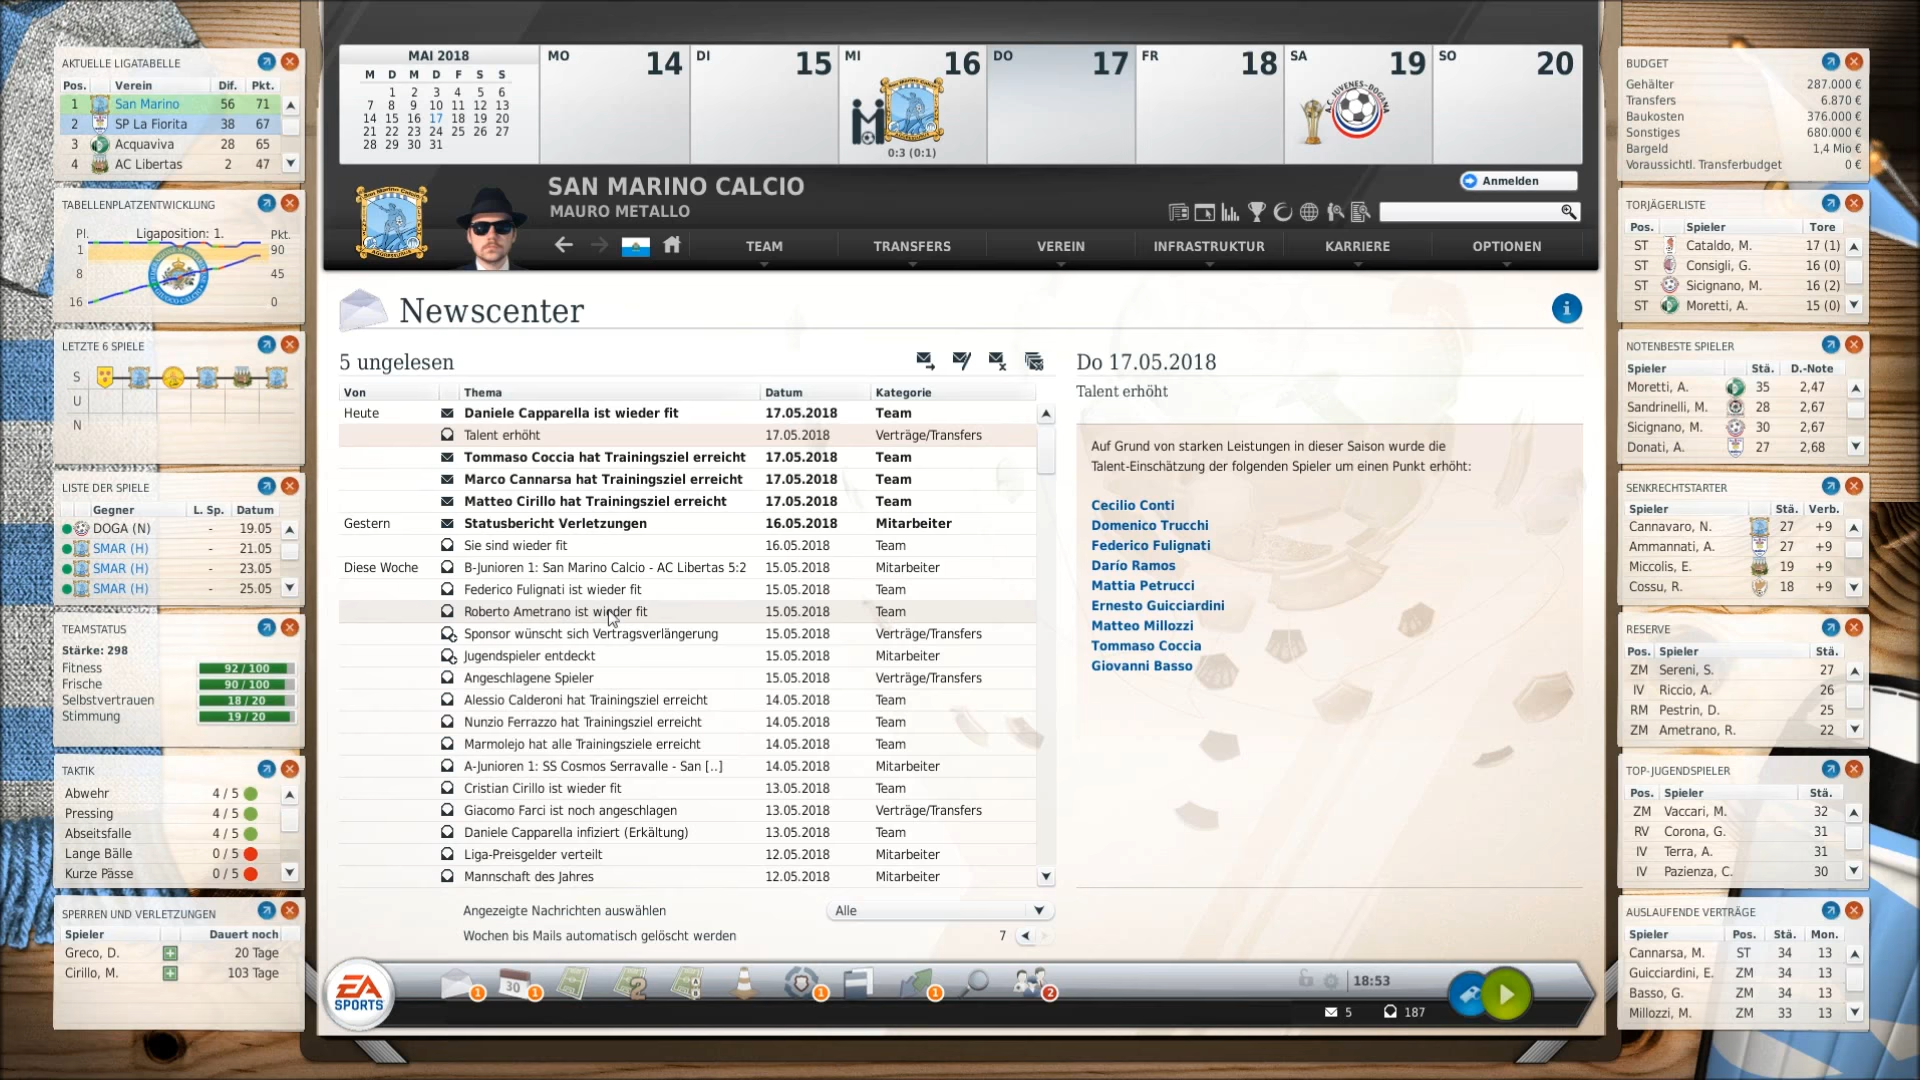 AKTUELLE LIGATABELLE
Pos. Verein Dif. Pkt.
1 San Marino 56 71
2 SP La Fiorita 38 67
3 Acquaviva 28 65
4 AC Libertas 2 47
TABELLENPLATZENTWICKLUNG
Pl. Ligaposition: 1. Pkt.
1 90
8 45
16 0
LETZTE 6 SPIELE
S
U
N
LISTE DER SPIELE
Gegner L. Sp. Datum
DOGA (N) - 19.05
SMAR (H) - 21.05
SMAR (H) - 23.05
SMAR (H) - 25.05
TEAMSTATUS
Stärke: 298
Fitness 92 / 100
Frische 90 / 100
Selbstvertrauen 18 / 20
Stimmung 19 / 20
TAKTIK
Abwehr 4 / 5
Pressing 4 / 5
Abseitsfalle 4 / 5
Lange Bälle 0 / 5
Kurze Pässe 0 / 5
SPERREN UND VERLETZUNGEN
Spieler Dauert noch
Greco, D. 20 Tage
Cirillo, M. 103 Tage
MAI 2018
M D M D F S S
1 2 3 4 5 6
7 8 9 10 11 12 13
14 15 16 17 18 19 20
21 22 23 24 25 26 27
28 29 30 31
MO 14 DI 15 MI 16 DO 17 FR 18 SA 19 SO 20
0:3 (0:1)
SAN MARINO CALCIO
MAURO METALLO
Anmelden
TEAM TRANSFERS VEREIN INFRASTRUKTUR KARRIERE OPTIONEN
Newscenter
5 ungelesen
Von Thema Datum Kategorie
Heute Daniele Capparella ist wieder fit 17.05.2018 Team
Talent erhöht 17.05.2018 Verträge/Transfers
Tommaso Coccia hat Trainingsziel erreicht 17.05.2018 Team
Marco Cannarsa hat Trainingsziel erreicht 17.05.2018 Team
Matteo Cirillo hat Trainingsziel erreicht 17.05.2018 Team
Gestern Statusbericht Verletzungen 16.05.2018 Mitarbeiter
Sie sind wieder fit 16.05.2018 Team
Diese Woche B-Junioren 1: San Marino Calcio - AC Libertas 5:2 15.05.2018 Mitarbeiter
Federico Fulignati ist wieder fit 15.05.2018 Team
Roberto Ametrano ist wieder fit 15.05.2018 Team
Sponsor wünscht sich Vertragsverlängerung 15.05.2018 Verträge/Transfers
Jugendspieler entdeckt 15.05.2018 Mitarbeiter
Angeschlagene Spieler 15.05.2018 Verträge/Transfers
Alessio Calderoni hat Trainingsziel erreicht 14.05.2018 Team
Nunzio Ferrazzo hat Trainingsziel erreicht 14.05.2018 Team
Marmolejo hat alle Trainingsziele erreicht 14.05.2018 Team
A-Junioren 1: SS Cosmos Serravalle - San [..] 14.05.2018 Mitarbeiter
Cristian Cirillo ist wieder fit 13.05.2018 Team
Giacomo Farci ist noch angeschlagen 13.05.2018 Verträge/Transfers
Daniele Capparella infiziert (Erkältung) 13.05.2018 Team
Liga-Preisgelder verteilt 12.05.2018 Mitarbeiter
Mannschaft des Jahres 12.05.2018 Mitarbeiter
Angezeigte Nachrichten auswählen Alle
Wochen bis Mails automatisch gelöscht werden 7
Do 17.05.2018
Talent erhöht
Auf Grund von starken Leistungen in dieser Saison wurde die
Talent-Einschätzung der folgenden Spieler um einen Punkt erhöht:
Cecilio Conti
Domenico Trucchi
Federico Fulignati
Darío Ramos
Mattia Petrucci
Ernesto Guicciardini
Matteo Millozzi
Tommaso Coccia
Giovanni Basso
EA SPORTS
1 30 1 2 1 1 2
18:53
5 187
BUDGET
Gehälter 287.000 €
Transfers 6.870 €
Baukosten 376.000 €
Sonstiges 680.000 €
Bargeld 1,4 Mio €
Voraussichtl. Transferbudget 0 €
TORJÄGERLISTE
Pos. Spieler Tore
ST Cataldo, M. 17 (1)
ST Consigli, G. 16 (0)
ST Sicignano, M. 16 (2)
ST Moretti, A. 15 (0)
NOTENBESTE SPIELER
Spieler Stä. D.-Note
Moretti, A. 35 2,47
Sandrinelli, M. 28 2,67
Sicignano, M. 30 2,67
Donati, A. 27 2,68
SENKRECHTSTARTER
Spieler Stä. Verb.
Cannavaro, N. 27 +9
Ammannati, A. 27 +9
Miccolis, E. 19 +9
Cossu, R. 18 +9
RESERVE
Pos. Spieler Stä.
ZM Sereni, S. 27
IV Riccio, A. 26
RM Pestrin, D. 25
ZM Ametrano, R. 22
TOP-JUGENDSPIELER
Pos. Spieler Stä.
ZM Vaccari, M. 32
RV Corona, G. 31
IV Terra, A. 31
IV Pazienza, C. 30
AUSLAUFENDE VERTRÄGE
Spieler Pos. Stä. Mon.
Cannarsa, M. ST 34 13
Guicciardini, E. ZM 34 13
Basso, G. ZM 34 13
Millozzi, M. ZM 33 13